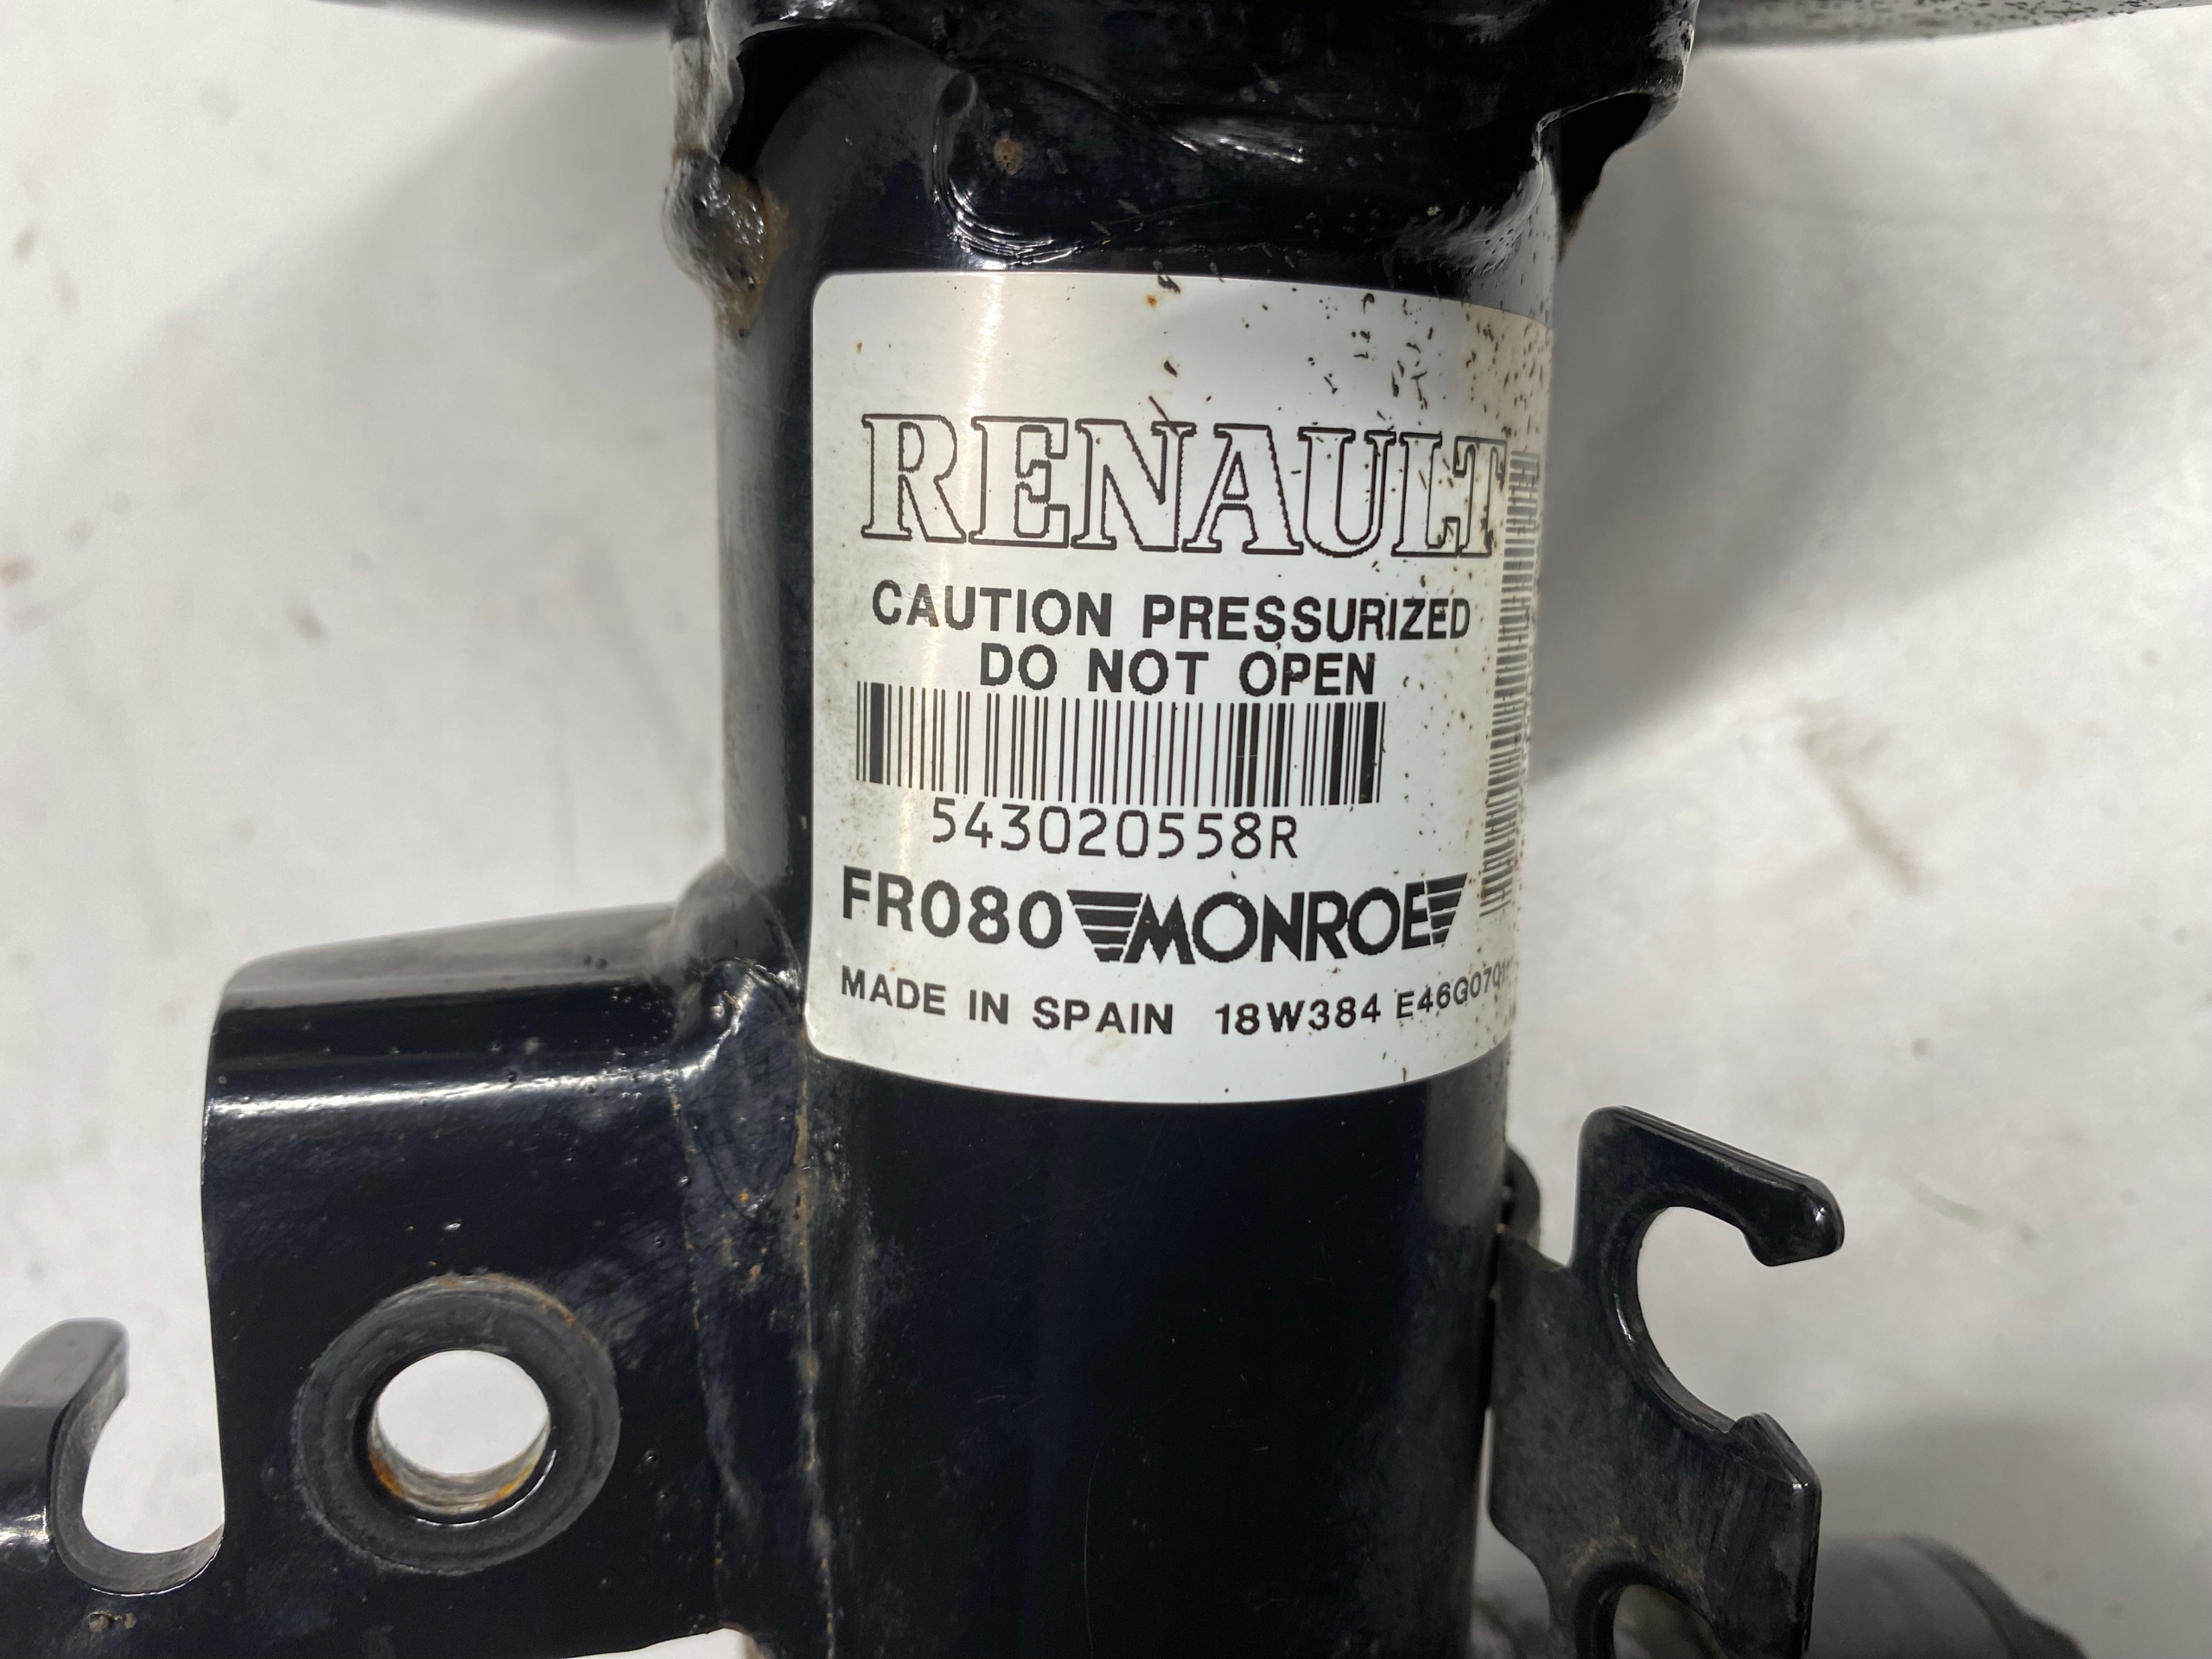 RENAULT
CAUTION PRESSURIZED
DO NOT OPEN
543020558R
FR080 MONROE
MADE IN SPAIN 18W384